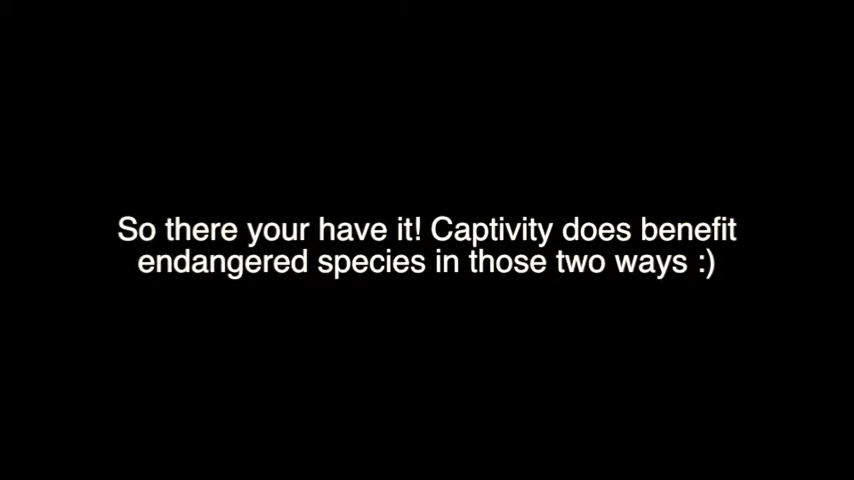 So there your have it! Captivity does benefit
endangered species in those two ways :)